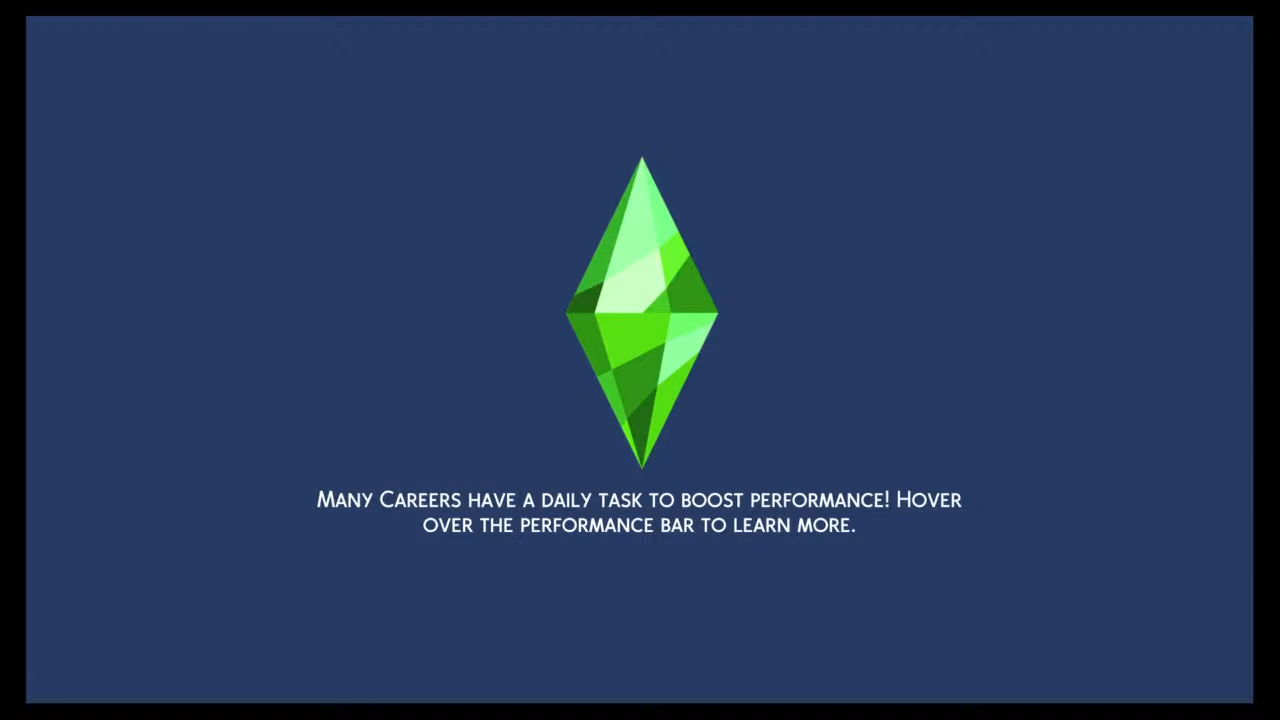 Many Careers have a daily task to boost performance! Hover
over the performance bar to learn more.